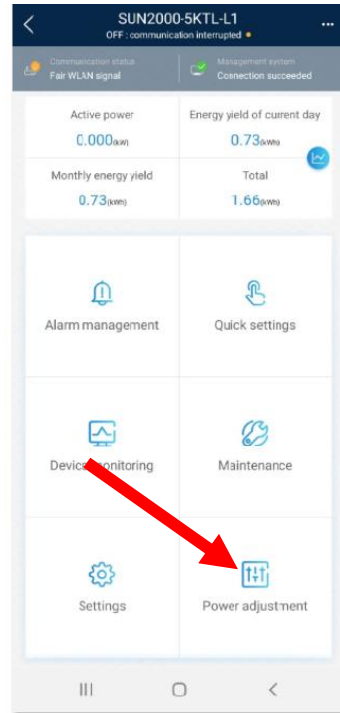 SUN2000-5KTL-L1
OFF : communication interrupted
Communication status
Fair WLAN signal
Management system
Connection succeeded
Active power
0.000(kW)
Energy yield of current day
0.73(kWh)
Monthly energy yield
0.73(kWh)
Total
1.66(kWh)
Alarm management
Quick settings
Device monitoring
Maintenance
Settings
Power adjustment